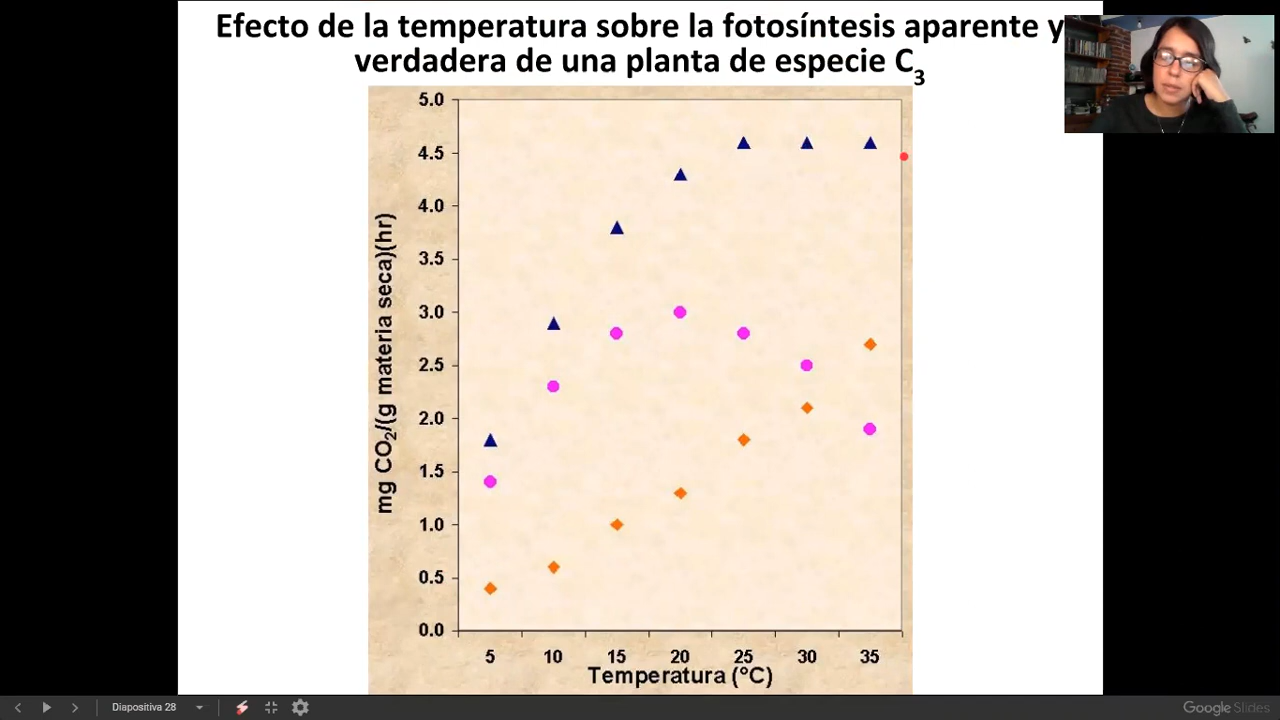 Efecto de la temperatura sobre la fotosíntesis aparente y
verdadera de una planta de especie C3
5.0
4.5
4.0
3.5
3.0
2.5
2.0
1.5
1.0
0.5
0.0
mg CO2/(g materia seca)(hr)
5 10 15 20 25 30 35
Temperatura (°C)
Diapositiva 28
Google Slides